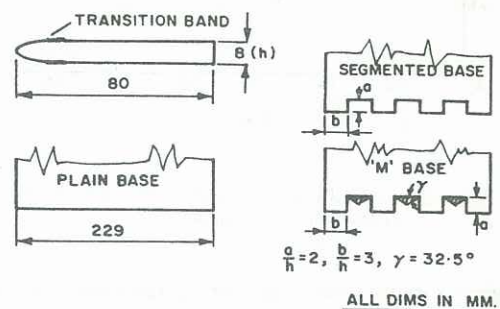 TRANSITION BAND
8 (h)
80
SEGMENTED BASE
a
b
PLAIN BASE
229
'M' BASE
γ
b
a
a/h = 2, b/h = 3, γ = 32·5°
ALL DIMS IN MM.